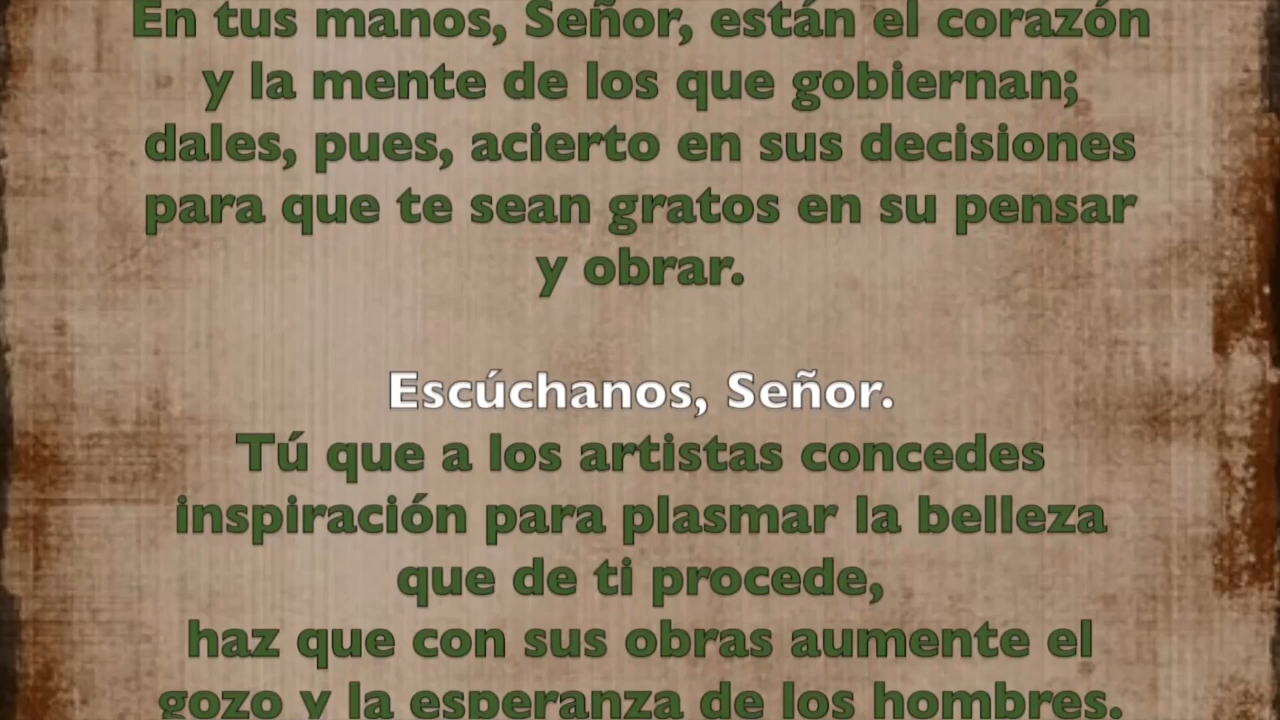 En tus manos, Señor, están el corazón
y la mente de los que gobiernan;
dales, pues, acierto en sus decisiones
para que te sean gratos en su pensar
y obrar.
Escúchanos, Señor.
Tú que a los artistas concedes
inspiración para plasmar la belleza
que de ti procede,
haz que con sus obras aumente el
gozo y la esperanza de los hombres.